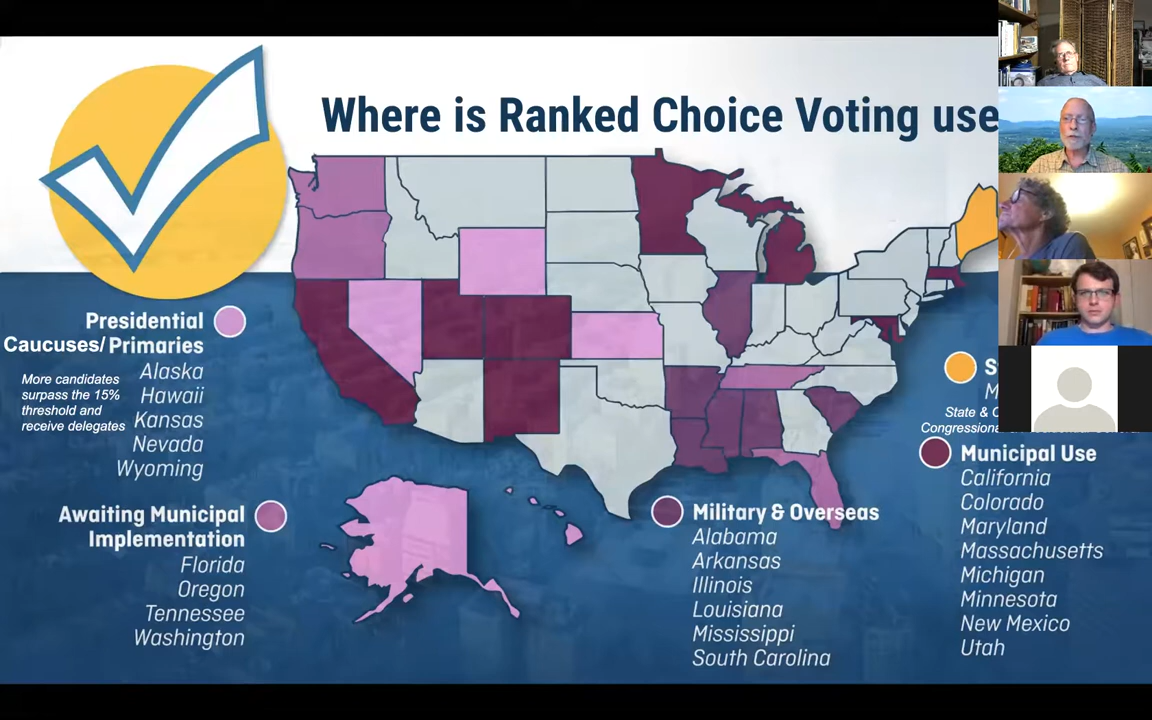 Where is Ranked Choice Voting use
Presidential
Caucuses/ Primaries
More candidates
surpass the 15%
threshold and
receive delegates
Alaska
Hawaii
Kansas
Nevada
Wyoming
Awaiting Municipal
Implementation
Florida
Oregon
Tennessee
Washington
Military & Overseas
Alabama
Arkansas
Illinois
Louisiana
Mississippi
South Carolina
S
M
State & C
Congressiona
Municipal Use
California
Colorado
Maryland
Massachusetts
Michigan
Minnesota
New Mexico
Utah